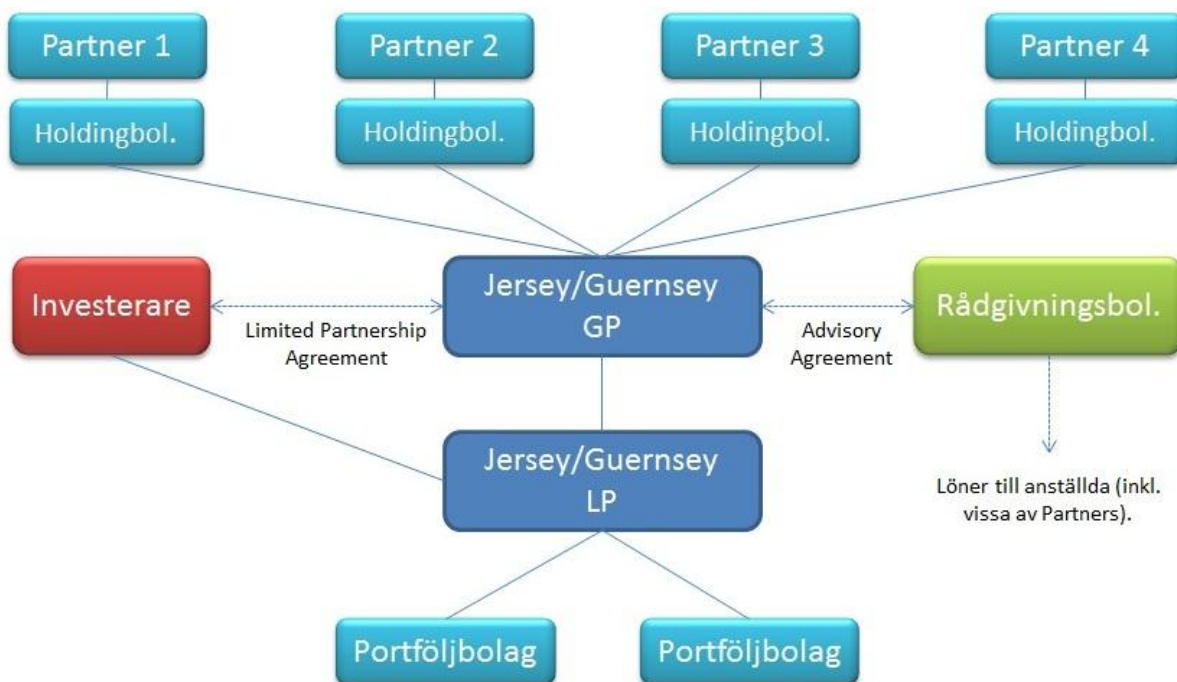 Partner 1
Partner 2
Partner 3
Partner 4
Holdingbol.
Holdingbol.
Holdingbol.
Holdingbol.
Investerare
Limited Partnership
Agreement
Jersey/Guernsey
GP
Advisory
Agreement
Rådgivningsbol.
Jersey/Guernsey
LP
Löner till anställda (inkl.
vissa av Partners).
Portföljbolag
Portföljbolag